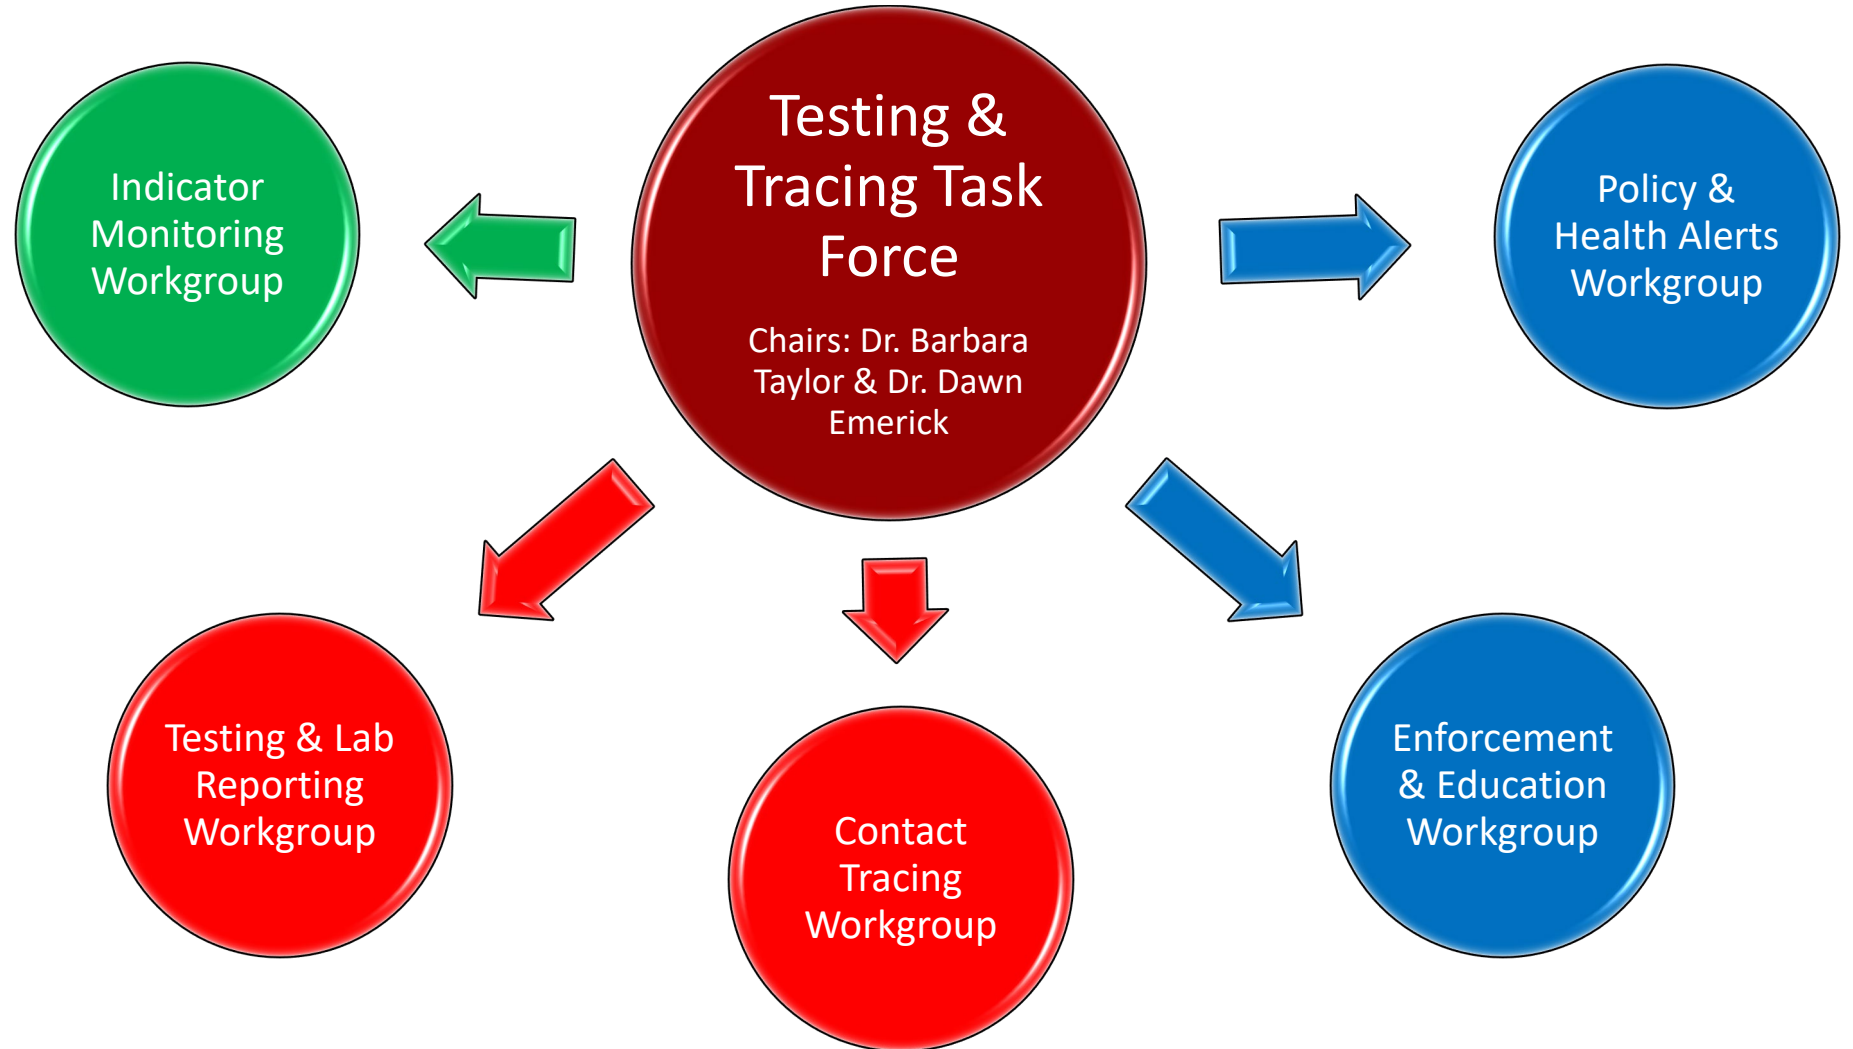 Testing &
Tracing Task
Force
Chairs: Dr. Barbara
Taylor & Dr. Dawn
Emerick
Indicator
Monitoring
Workgroup
Policy &
Health Alerts
Workgroup
Testing & Lab
Reporting
Workgroup
Contact
Tracing
Workgroup
Enforcement
& Education
Workgroup